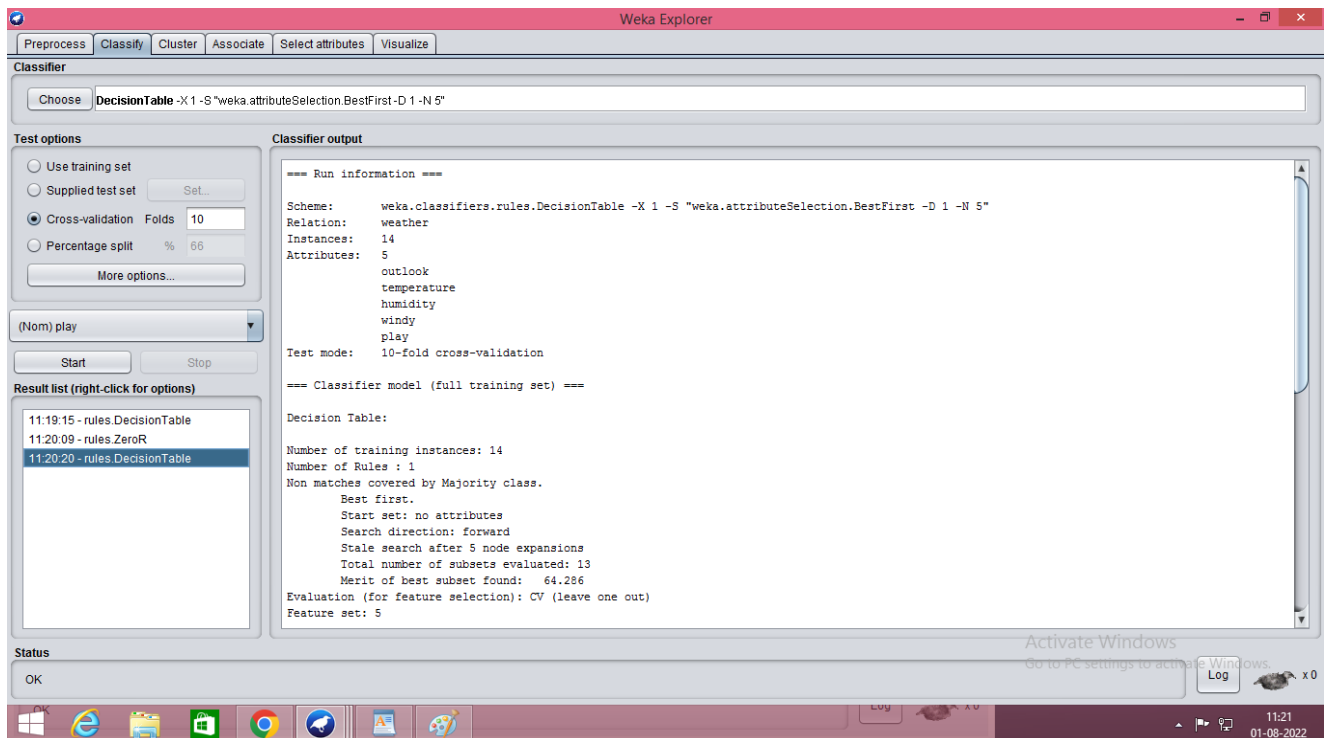 Weka Explorer
Preprocess Classify Cluster Associate Select attributes Visualize
Classifier
Choose DecisionTable -X 1 -S "weka.attributeSelection.BestFirst -D 1 -N 5"
Test options
Use training set
Supplied test set Set...
Cross-validation Folds 10
Percentage split % 66
More options...
(Nom) play
Start Stop
Result list (right-click for options)
11:19:15 - rules.DecisionTable
11:20:09 - rules.ZeroR
11:20:20 - rules.DecisionTable
Classifier output
=== Run information ===
Scheme: weka.classifiers.rules.DecisionTable -X 1 -S "weka.attributeSelection.BestFirst -D 1 -N 5"
Relation: weather
Instances: 14
Attributes: 5
outlook
temperature
humidity
windy
play
Test mode: 10-fold cross-validation
=== Classifier model (full training set) ===
Decision Table:
Number of training instances: 14
Number of Rules : 1
Non matches covered by Majority class.
Best first.
Start set: no attributes
Search direction: forward
Stale search after 5 node expansions
Total number of subsets evaluated: 13
Merit of best subset found: 64.286
Evaluation (for feature selection): CV (leave one out)
Feature set: 5
Activate Windows
Go to PC settings to activate Windows.
Status
OK
Log x 0
OK
Log x 0
11:21
01-08-2022